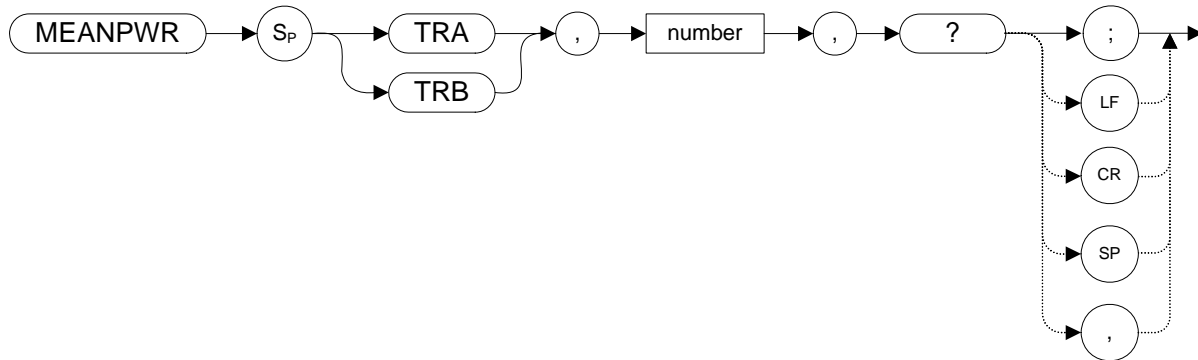 MEANPWR SP TRA , number , ? ;
TRB LF
CR
SP
,